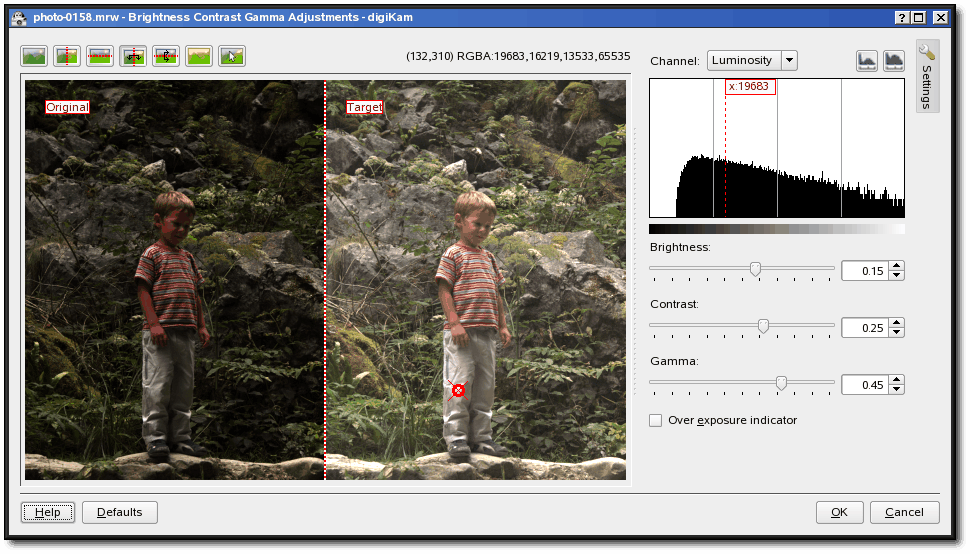 photo-0158.mrw - Brightness Contrast Gamma Adjustments - digiKam
(132,310) RGBA:19683,16219,13533,65535
Channel: Luminosity
Settings
Original
Target
x:19683
Brightness:
0.15
Contrast:
0.25
Gamma:
0.45
Over exposure indicator
Help
Defaults
OK
Cancel